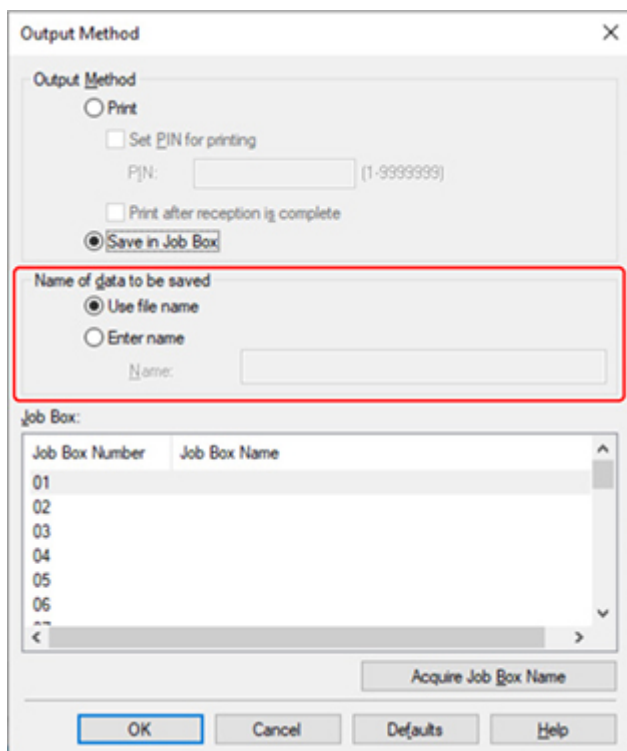 Output Method
Output Method
Print
Set PIN for printing
PIN: (1-9999999)
Print after reception is complete
Save in Job Box
Name of data to be saved
Use file name
Enter name
Name:
Job Box:
Job Box Number Job Box Name
01
02
03
04
05
06
Acquire Job Box Name
OK Cancel Defaults Help